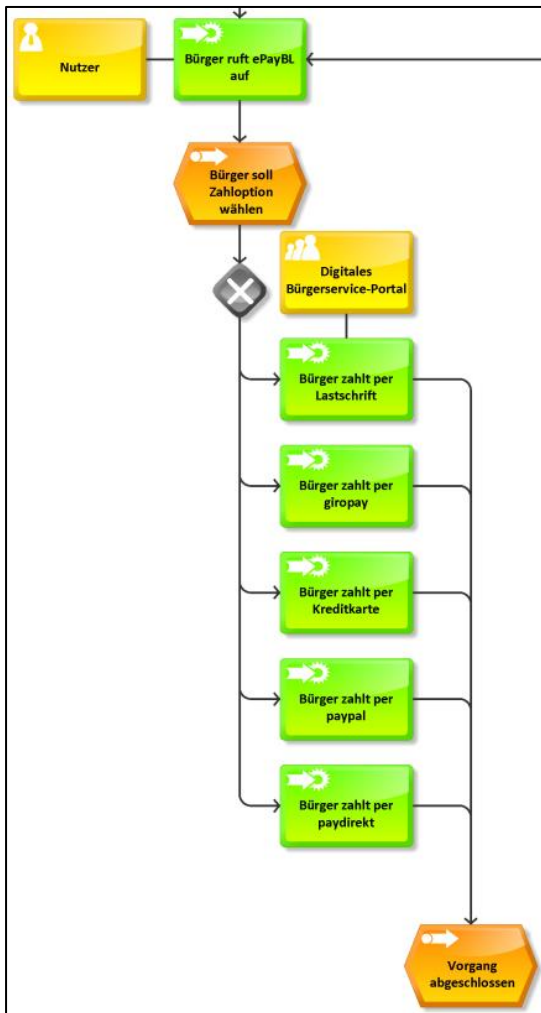 Nutzer
Bürger ruft ePayBL
auf
Bürger soll
Zahloption
wählen
Digitales
Bürgerservice-Portal
Bürger zahlt per
Lastschrift
Bürger zahlt per
giropay
Bürger zahlt per
Kreditkarte
Bürger zahlt per
paypal
Bürger zahlt per
paydirekt
Vorgang
abgeschlossen